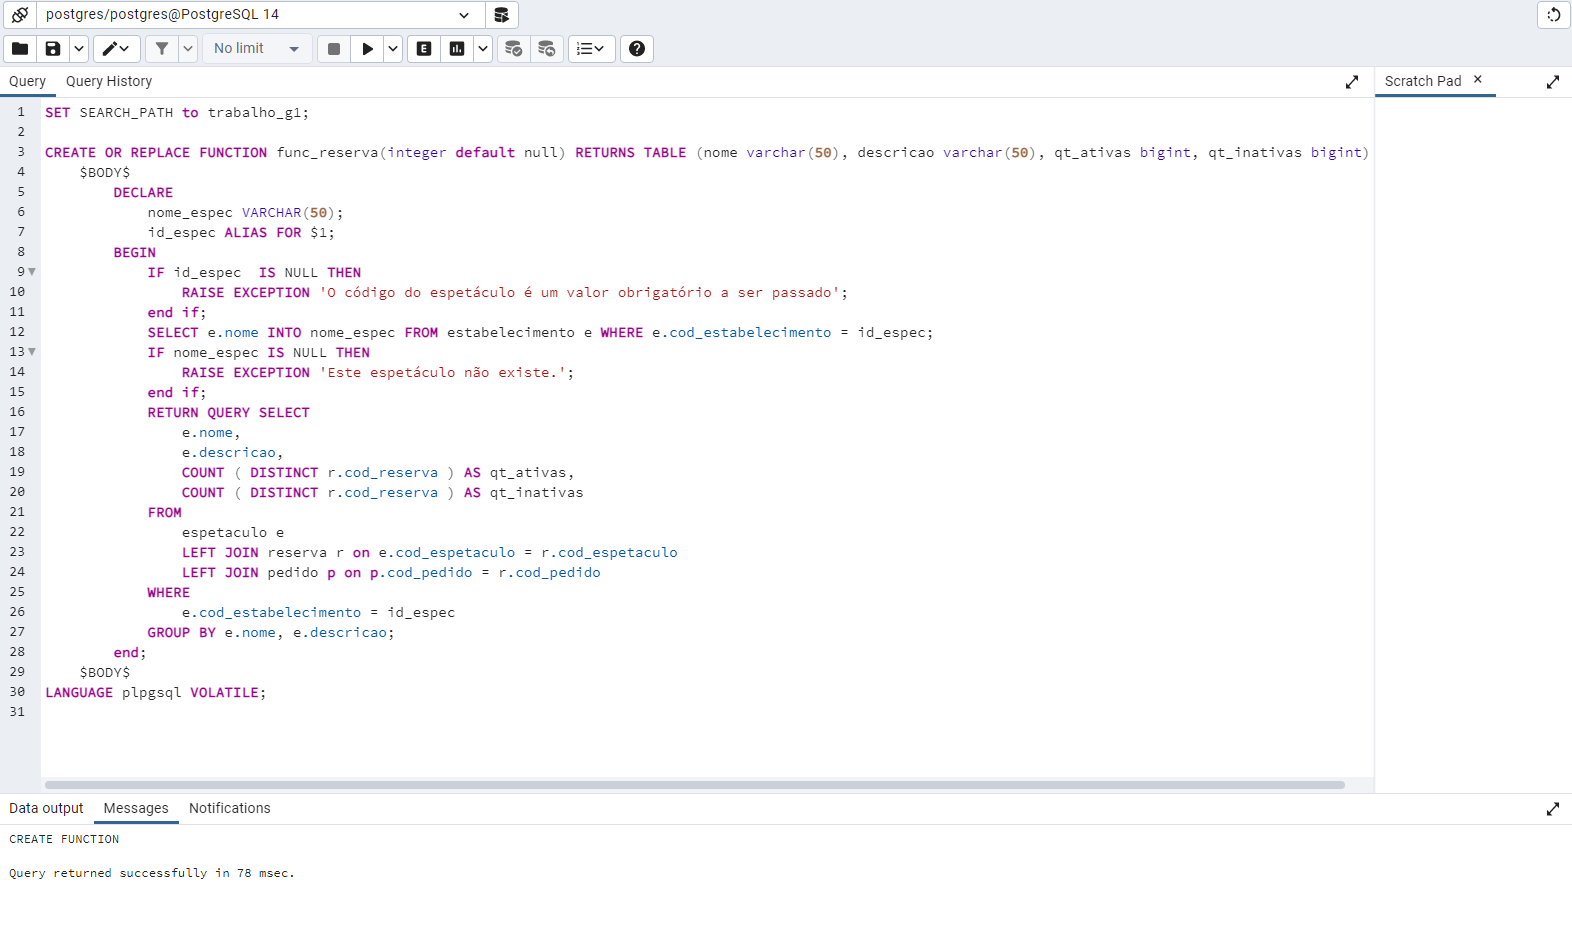 postgres/postgres@PostgreSQL 14
No limit
Query Query History
Scratch Pad ×
1 SET SEARCH_PATH to trabalho_g1;
2
3 CREATE OR REPLACE FUNCTION func_reserva(integer default null) RETURNS TABLE (nome varchar(50), descricao varchar(50), qt_ativas bigint, qt_inativas bigint)
4 $BODY$
5 DECLARE
6 nome_espec VARCHAR(50);
7 id_espec ALIAS FOR $1;
8 BEGIN
9 IF id_espec  IS NULL THEN
10 RAISE EXCEPTION 'O código do espetáculo é um valor obrigatório a ser passado';
11 end if;
12 SELECT e.nome INTO nome_espec FROM estabelecimento e WHERE e.cod_estabelecimento = id_espec;
13 IF nome_espec IS NULL THEN
14 RAISE EXCEPTION 'Este espetáculo não existe.';
15 end if;
16 RETURN QUERY SELECT
17 e.nome,
18 e.descricao,
19 COUNT ( DISTINCT r.cod_reserva ) AS qt_ativas,
20 COUNT ( DISTINCT r.cod_reserva ) AS qt_inativas
21 FROM
22 espetaculo e
23 LEFT JOIN reserva r on e.cod_espetaculo = r.cod_espetaculo
24 LEFT JOIN pedido p on p.cod_pedido = r.cod_pedido
25 WHERE
26 e.cod_estabelecimento = id_espec
27 GROUP BY e.nome, e.descricao;
28 end;
29 $BODY$
30 LANGUAGE plpgsql VOLATILE;
31
Data output Messages Notifications
CREATE FUNCTION
Query returned successfully in 78 msec.